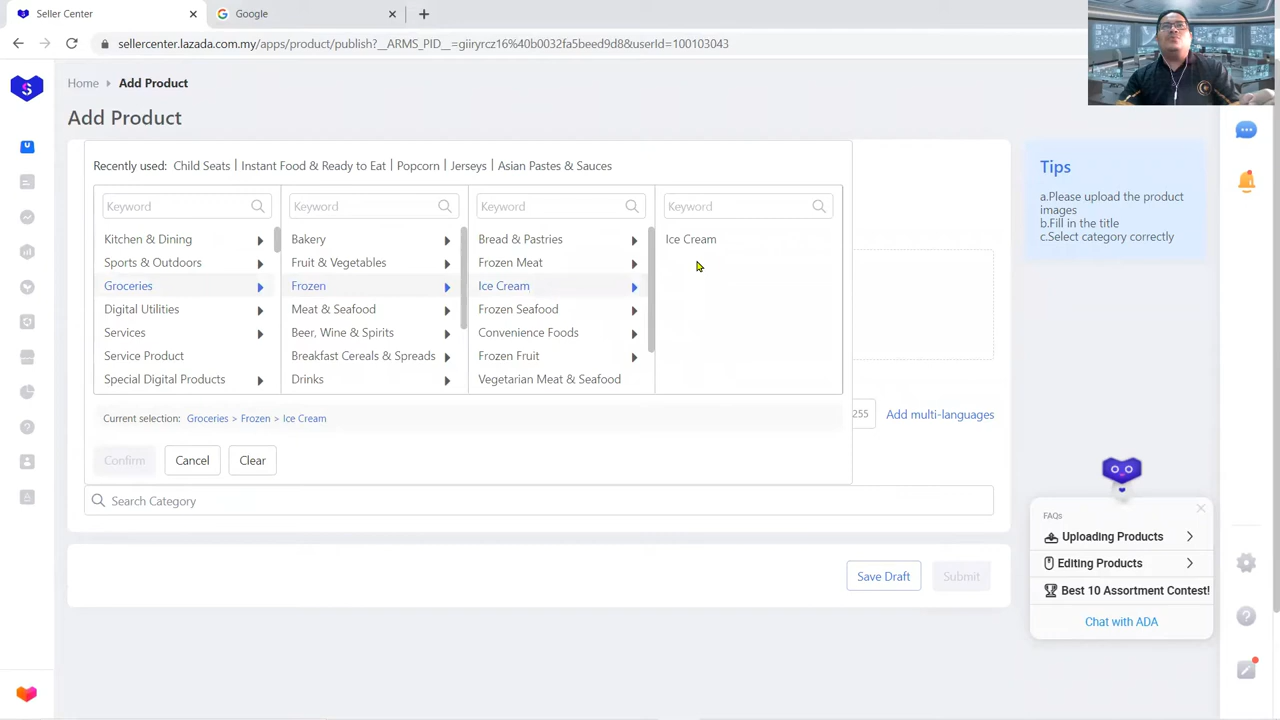 Seller Center
Google
sellercenter.lazada.com.my/apps/product/publish?__ARMS_PID__=giiryrczt6%40b0032fa5beed9d8&userId=100103043
Home
Add Product
Add Product
Recently used: Child Seats | Instant Food & Ready to Eat | Popcorn | Jerseys | Asian Pastes & Sauces
Keyword
Keyword
Keyword
Keyword
Kitchen & Dining
Bakery
Bread & Pastries
Ice Cream
Sports & Outdoors
Fruit & Vegetables
Frozen Meat
Groceries
Frozen
Ice Cream
Digital Utilities
Meat & Seafood
Frozen Seafood
Services
Beer, Wine & Spirits
Convenience Foods
Service Product
Breakfast Cereals & Spreads
Frozen Fruit
Special Digital Products
Drinks
Vegetarian Meat & Seafood
Current selection: Groceries > Frozen > Ice Cream
255
Add multi-languages
Confirm
Cancel
Clear
Search Category
Save Draft
Submit
Tips
a.Please upload the product
images
b.Fill in the title
c.Select category correctly
FAQs
Uploading Products
Editing Products
Best 10 Assortment Contest!
Chat with ADA